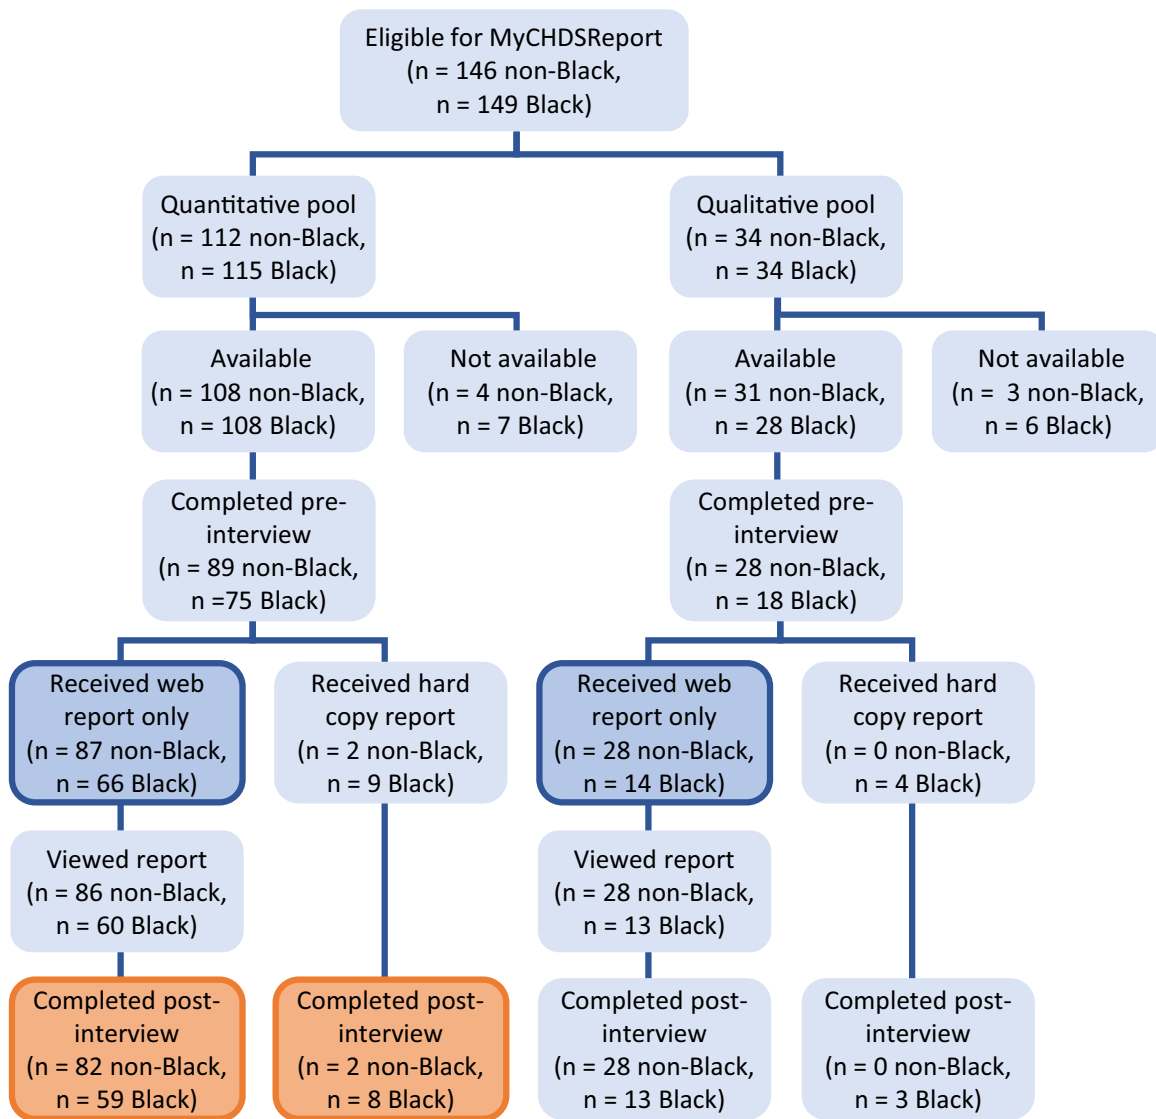 Eligible for MyCHDSReport
(n = 146 non-Black,
n = 149 Black)
Quantitative pool
(n = 112 non-Black,
n = 115 Black)
Qualitative pool
(n = 34 non-Black,
n = 34 Black)
Available
(n = 108 non-Black,
n = 108 Black)
Not available
(n = 4 non-Black,
n = 7 Black)
Available
(n = 31 non-Black,
n = 28 Black)
Not available
(n =  3 non-Black,
n = 6 Black)
Completed pre-
interview
(n = 89 non-Black,
n =75 Black)
Completed pre-
interview
(n = 28 non-Black,
n = 18 Black)
Received web
report only
(n = 87 non-Black,
n = 66 Black)
Received hard
copy report
(n = 2 non-Black,
n = 9 Black)
Received web
report only
(n = 28 non-Black,
n = 14 Black)
Received hard
copy report
(n = 0 non-Black,
n = 4 Black)
Viewed report
(n = 86 non-Black,
n = 60 Black)
Viewed report
(n = 28 non-Black,
n = 13 Black)
Completed post-
interview
(n = 82 non-Black,
n = 59 Black)
Completed post-
interview
(n = 2 non-Black,
n = 8 Black)
Completed post-
interview
(n = 28 non-Black,
n = 13 Black)
Completed post-
interview
(n = 0 non-Black,
n = 3 Black)